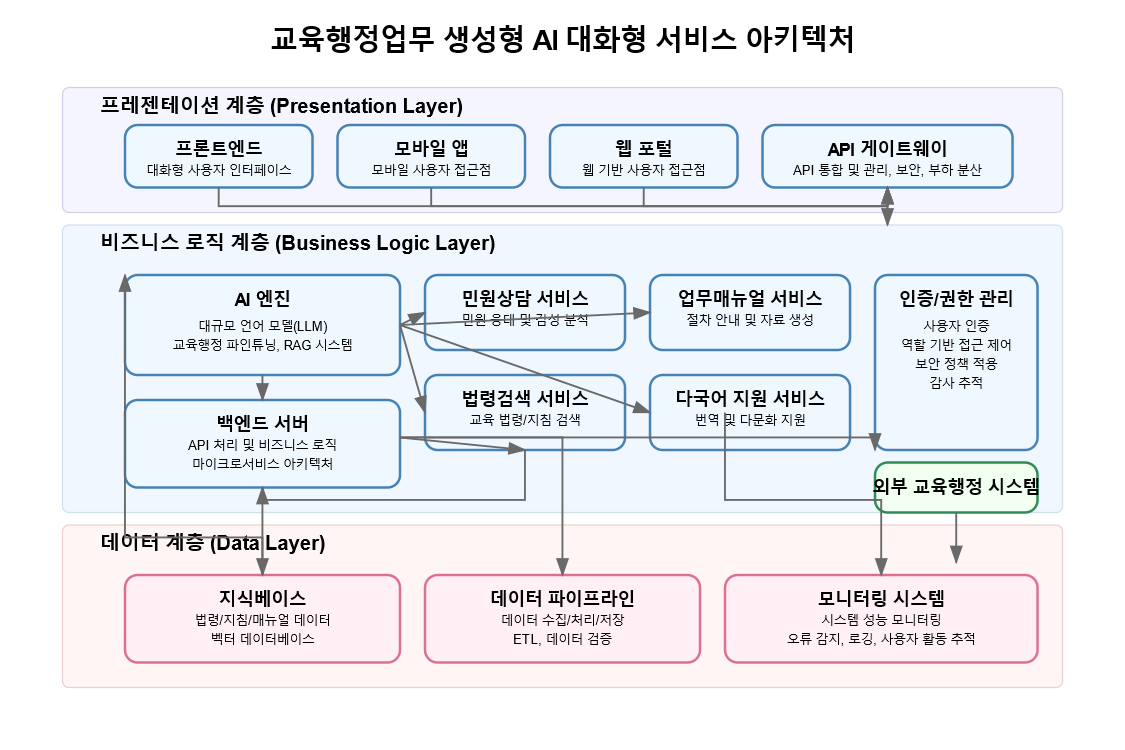 교육행정업무 생성형 AI 대화형 서비스 아키텍처
프레젠테이션 계층 (Presentation Layer)
프론트엔드
대화형 사용자 인터페이스
모바일 앱
모바일 사용자 접근점
웹 포털
웹 기반 사용자 접근점
API 게이트웨이
API 통합 및 관리, 보안, 부하 분산
비즈니스 로직 계층 (Business Logic Layer)
AI 엔진
대규모 언어 모델(LLM)
교육행정 파인튜닝, RAG 시스템
민원상담 서비스
민원 응대 및 감성 분석
업무매뉴얼 서비스
절차 안내 및 자료 생성
인증/권한 관리
사용자 인증
역할 기반 접근 제어
보안 정책 적용
감사 추적
백엔드 서버
API 처리 및 비즈니스 로직
마이크로서비스 아키텍처
법령검색 서비스
교육 법령/지침 검색
다국어 지원 서비스
번역 및 다문화 지원
외부 교육행정 시스템
데이터 계층 (Data Layer)
지식베이스
법령/지침/매뉴얼 데이터
벡터 데이터베이스
데이터 파이프라인
데이터 수집/처리/저장
ETL, 데이터 검증
모니터링 시스템
시스템 성능 모니터링
오류 감지, 로깅, 사용자 활동 추적